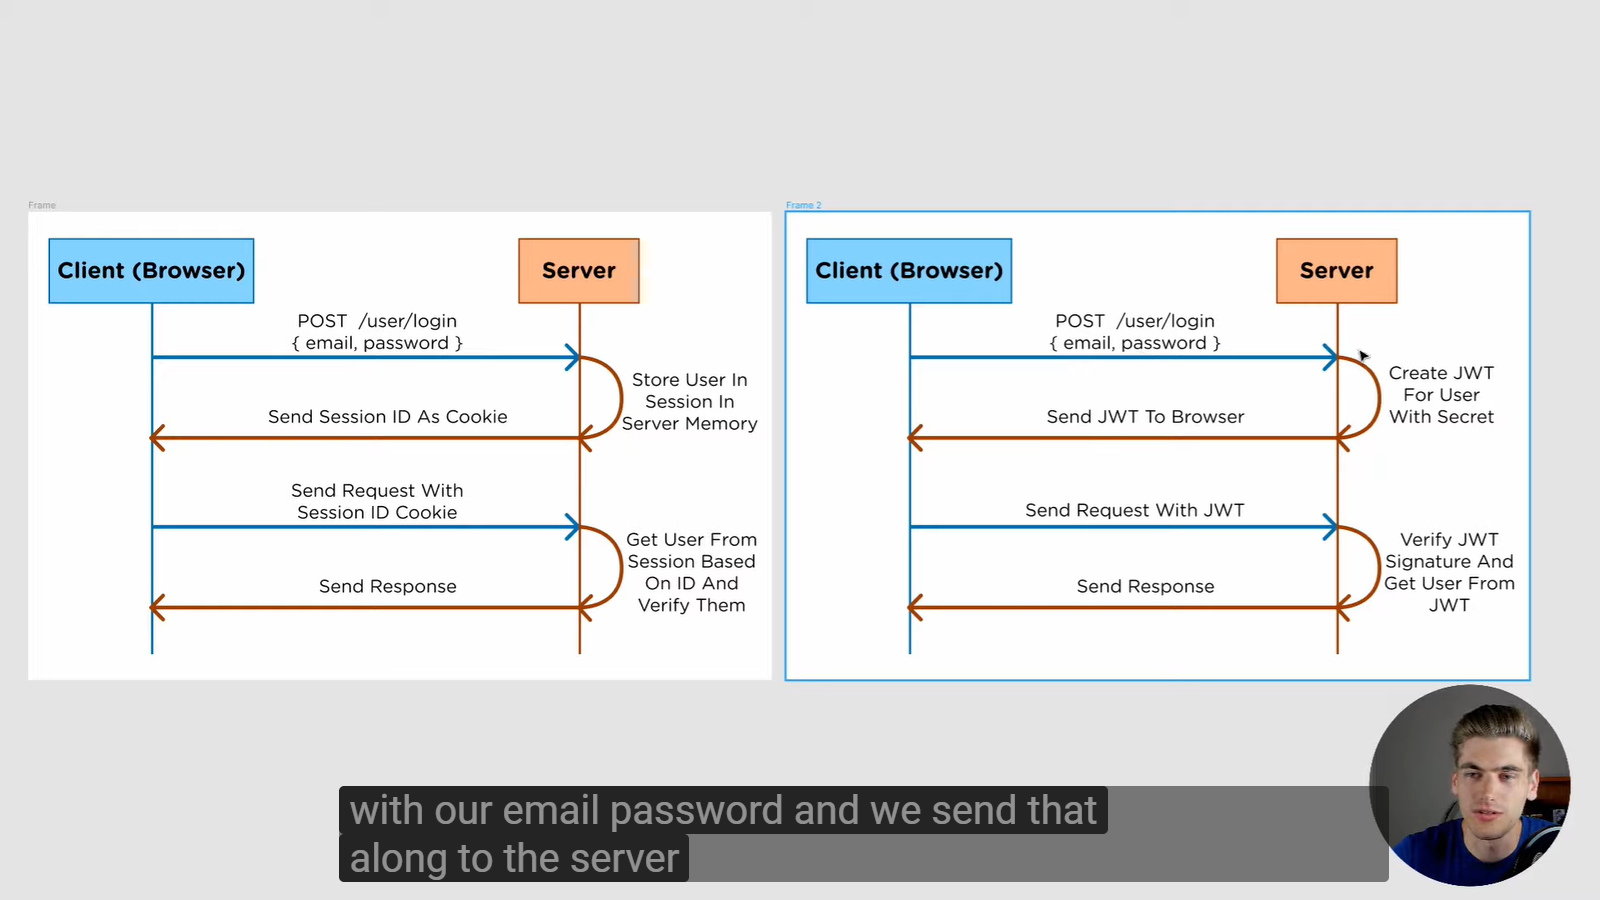 Frame
Client (Browser)
Server
POST /user/login
{ email, password }
Store User In
Session In
Server Memory
Send Session ID As Cookie
Send Request With
Session ID Cookie
Get User From
Session Based
On ID And
Verify Them
Send Response
Frame 2
Client (Browser)
Server
POST /user/login
{ email, password }
Create JWT
For User
With Secret
Send JWT To Browser
Send Request With JWT
Verify JWT
Signature And
Get User From
JWT
Send Response
with our email password and we send that
along to the server